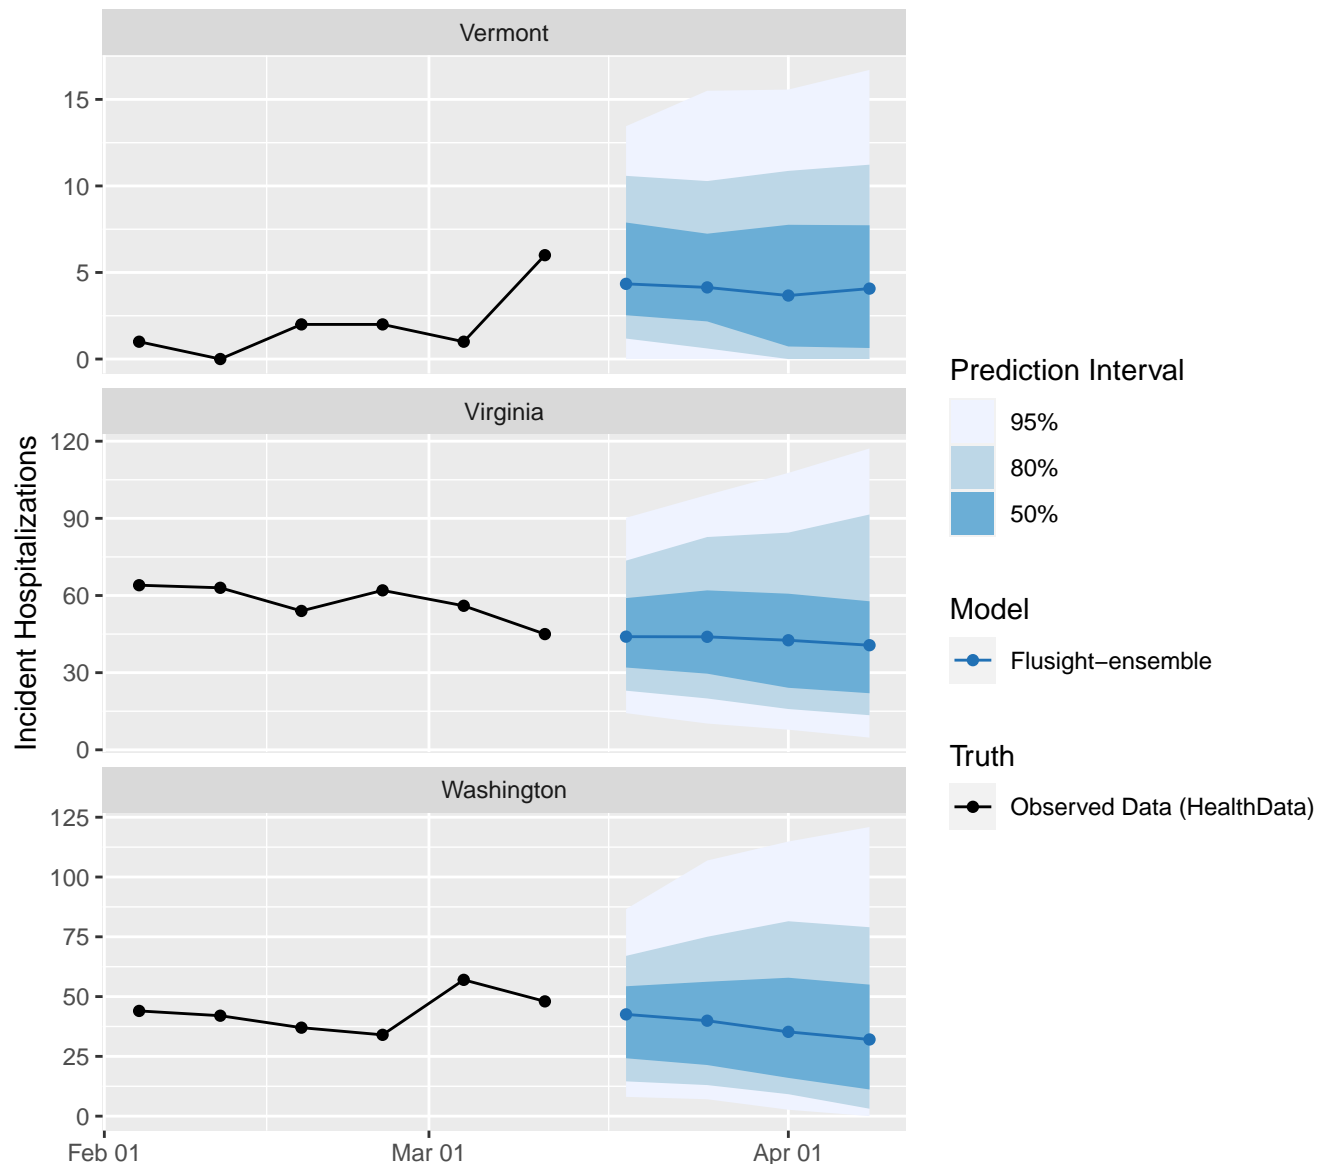 Vermont
15
10
5
0
Virginia
120
90
60
30
0
Washington
125
100
75
50
25
0
Feb 01
Mar 01
Apr 01
Incident Hospitalizations
Prediction Interval
95%
80%
50%
Model
Flusight−ensemble
Truth
Observed Data (HealthData)